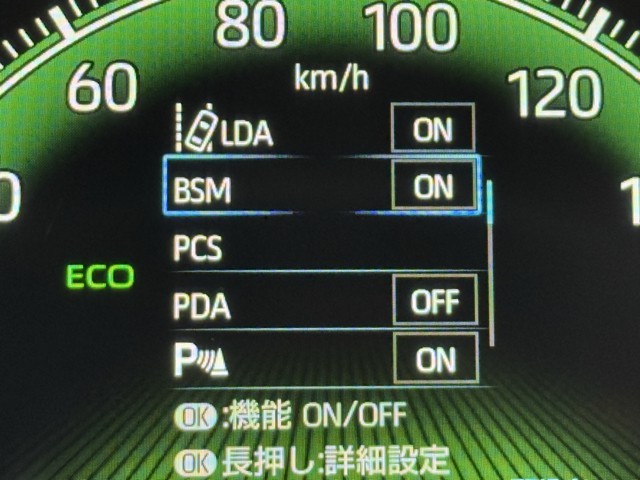 80 100
60 km/h 120
LDA ON
BSM ON
PCS
ECO
PDA OFF
P ON
OK :機能 ON/OFF
OK 長押し:詳細設定